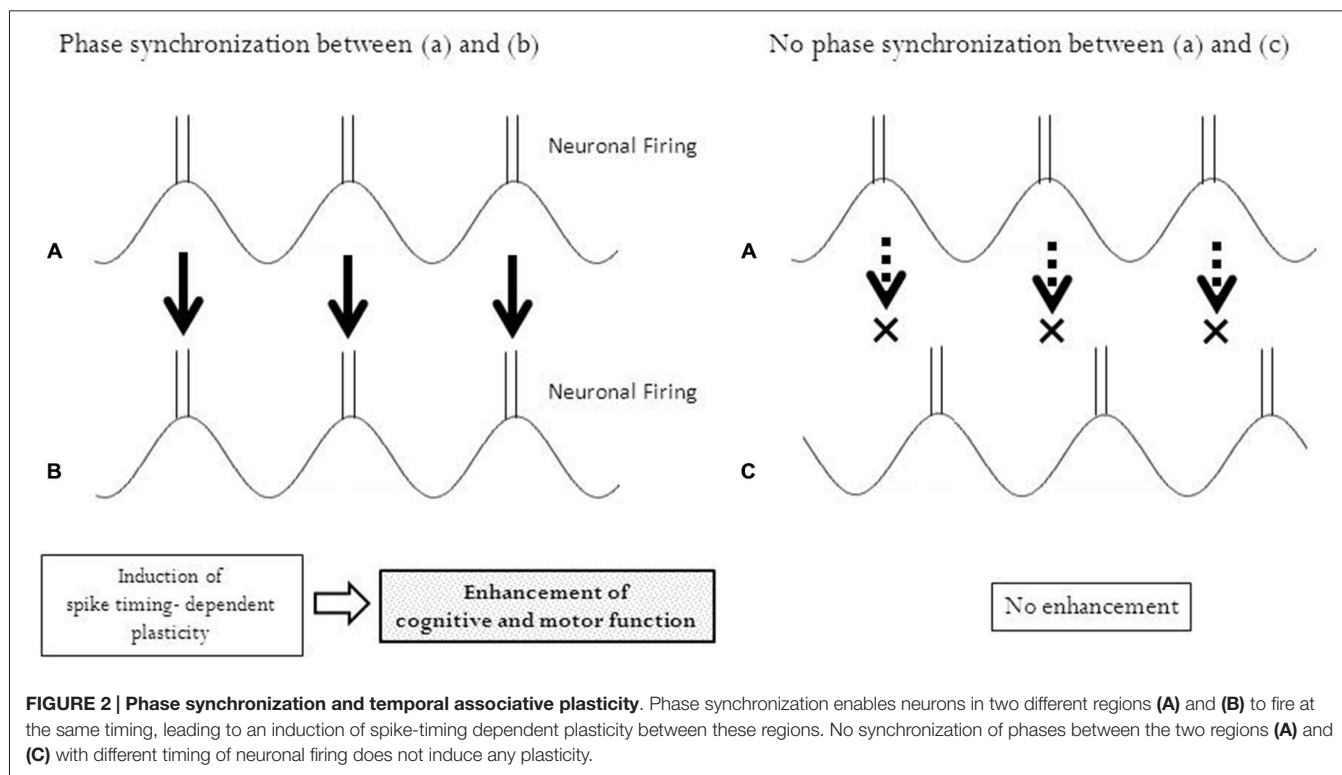 Phase synchronization between (a) and (b)
No phase synchronization between (a) and (c)
Neuronal Firing
A
A
Neuronal Firing
B
C
Induction of
spike timing- dependent
plasticity
Enhancement of
cognitive and motor function
No enhancement
FIGURE 2 | Phase synchronization and temporal associative plasticity. Phase synchronization enables neurons in two different regions (A) and (B) to fire at
the same timing, leading to an induction of spike-timing dependent plasticity between these regions. No synchronization of phases between the two regions (A) and
(C) with different timing of neuronal firing does not induce any plasticity.